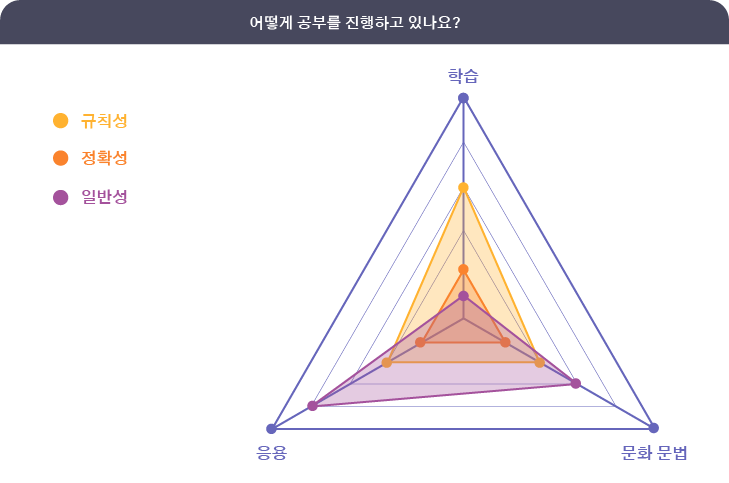 어떻게 공부를 진행하고 있나요?
학습
규칙성
정확성
일반성
응용
문화 문법